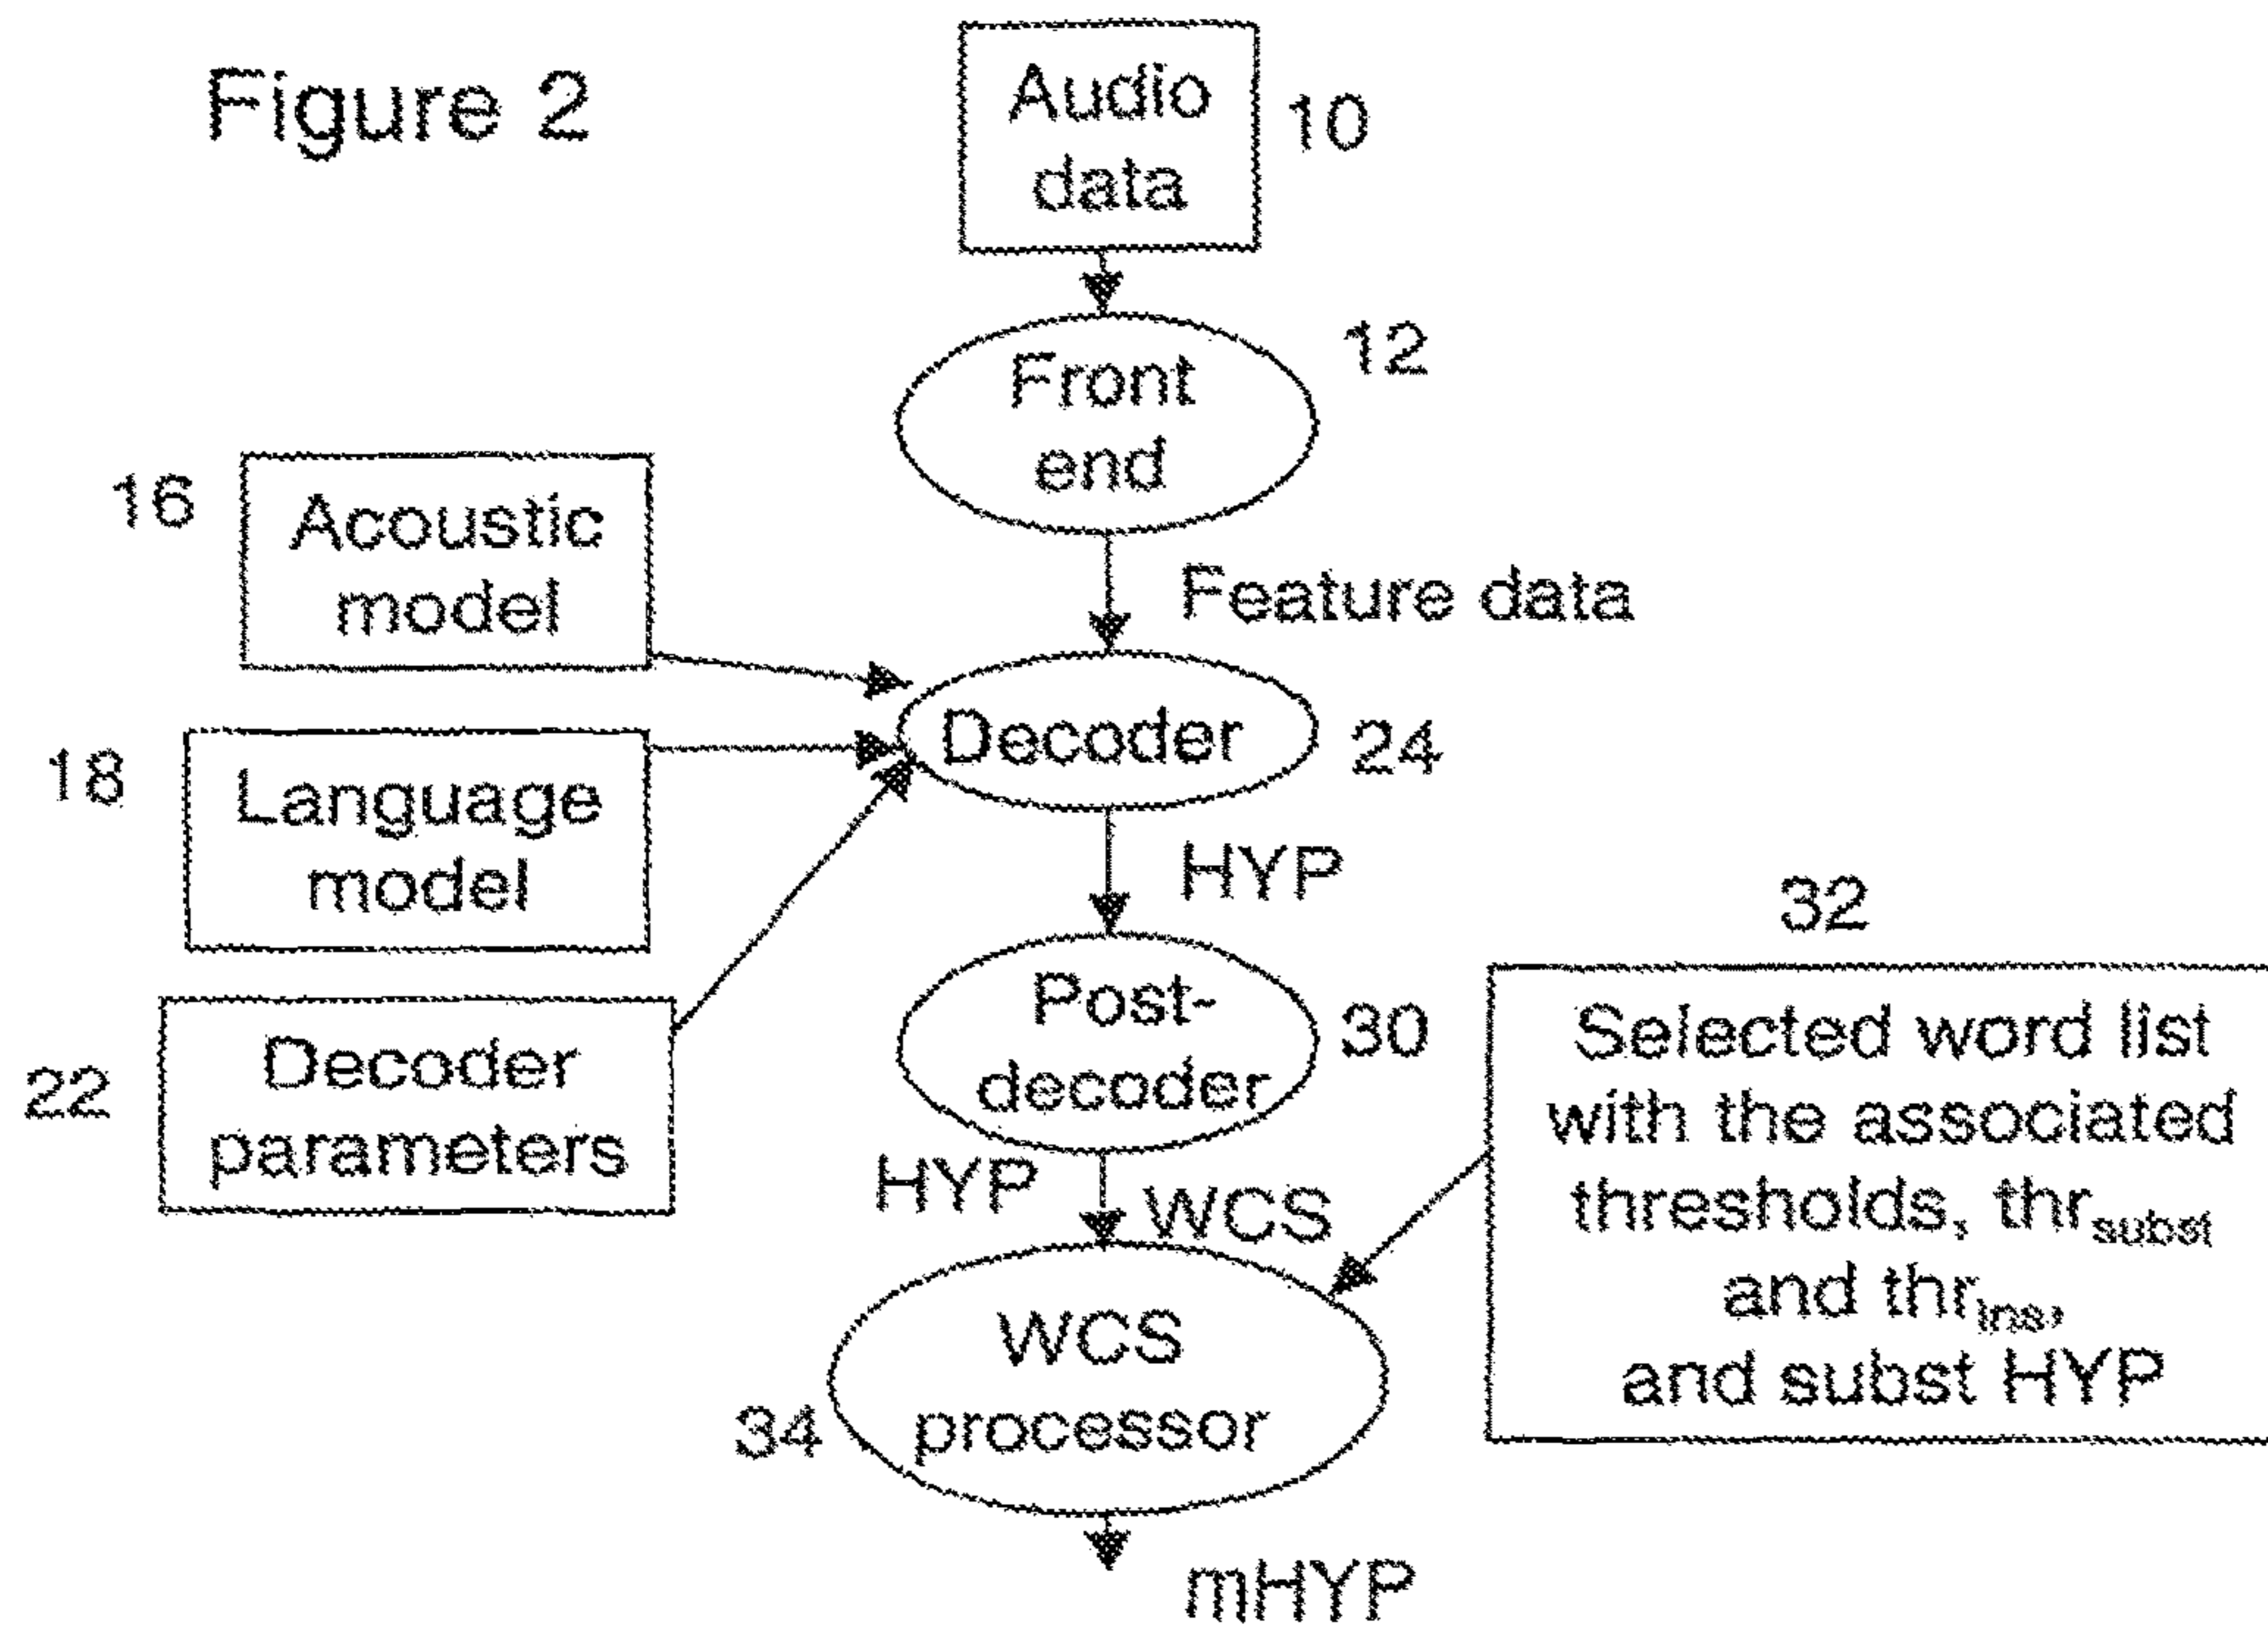 Figure 2
Audio
data
10
Front
end
12
Feature data
16
Acoustic
model
18
Language
model
22
Decoder
parameters
Decoder
24
HYP
Post-
decoder
30
HYP
WCS
32
Selected word list
with the associated
thresholds, thrsubst
and thrins,
and subst HYP
WCS
processor
34
mHYP